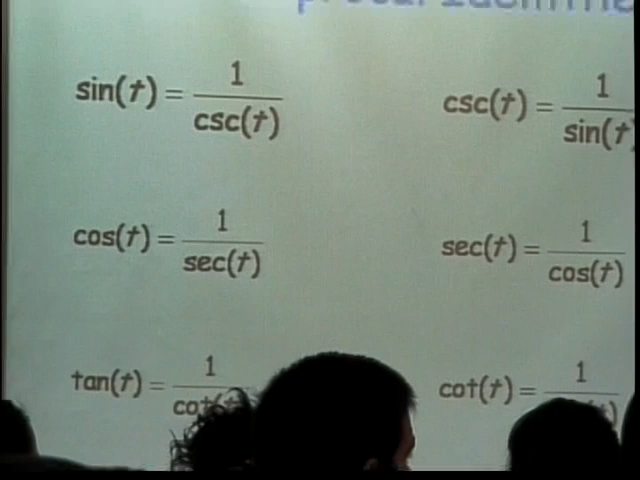 sin(t) = 1/csc(t)
csc(t) = 1/sin(t
cos(t) = 1/sec(t)
sec(t) = 1/cos(t)
tan(t) = 1/cot(t
cot(t) = 1/